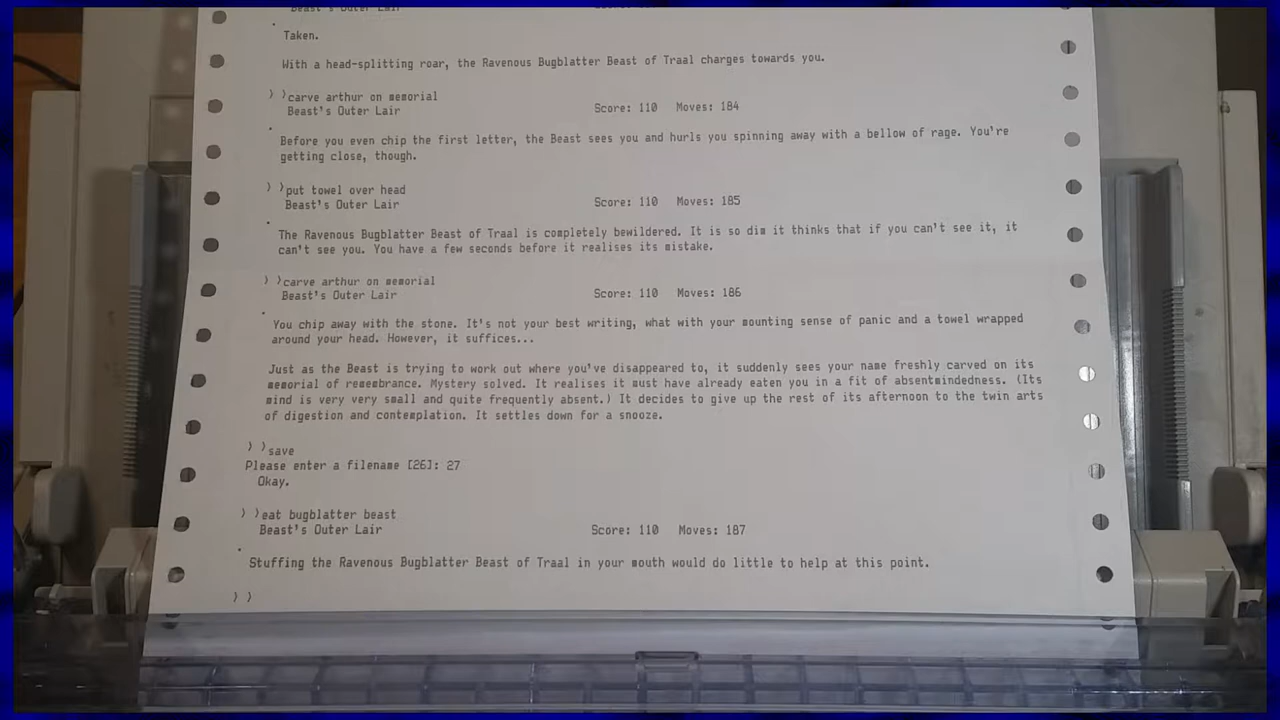 Beast's Outer Lair
Taken.
With a head-splitting roar, the Ravenous Bugblatter Beast of Traal charges towards you.
⟩ ⟩carve arthur on memorial
Beast's Outer Lair Score: 110 Moves: 184
Before you even chip the first letter, the Beast sees you and hurls you spinning away with a bellow of rage. You're
getting close, though.
⟩ ⟩put towel over head
Beast's Outer Lair Score: 110 Moves: 185
The Ravenous Bugblatter Beast of Traal is completely bewildered. It is so dim it thinks that if you can't see it, it
can't see you. You have a few seconds before it realises its mistake.
⟩ ⟩carve arthur on memorial
Beast's Outer Lair Score: 110 Moves: 186
You chip away with the stone. It's not your best writing, what with your mounting sense of panic and a towel wrapped
around your head. However, it suffices...
Just as the Beast is trying to work out where you've disappeared to, it suddenly sees your name freshly carved on its
memorial of remembrance. Mystery solved. It realises it must have already eaten you in a fit of absentmindedness. (Its
mind is very very small and quite frequently absent.) It decides to give up the rest of its afternoon to the twin arts
of digestion and contemplation. It settles down for a snooze.
⟩ ⟩save
Please enter a filename [26]: 27
Okay.
⟩ ⟩eat bugblatter beast
Beast's Outer Lair Score: 110 Moves: 187
Stuffing the Ravenous Bugblatter Beast of Traal in your mouth would do little to help at this point.
⟩ ⟩